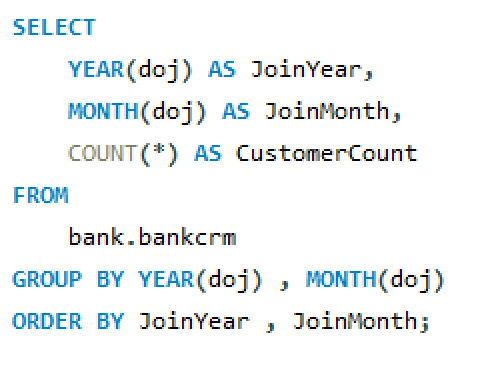 SELECT
    YEAR(doj) AS JoinYear,
    MONTH(doj) AS JoinMonth,
    COUNT(*) AS CustomerCount
FROM
    bank.bankcrm
GROUP BY YEAR(doj) , MONTH(doj)
ORDER BY JoinYear , JoinMonth;